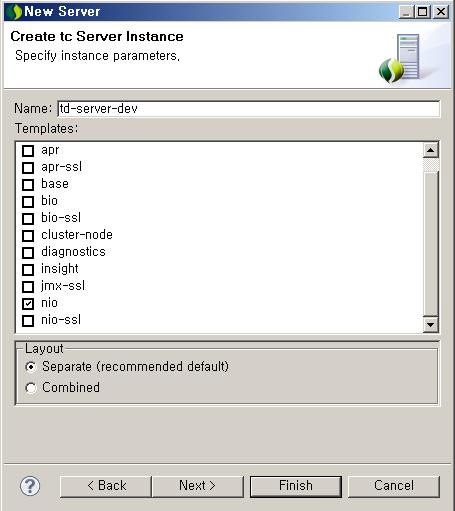 New Server
Create tc Server Instance
Specify instance parameters,
Name: td-server-dev
Templates:
apr
apr-ssl
base
bio
bio-ssl
cluster-node
diagnostics
insight
jmx-ssl
nio
nio-ssl
Layout
Separate (recommended default)
Combined
? < Back Next > Finish Cancel